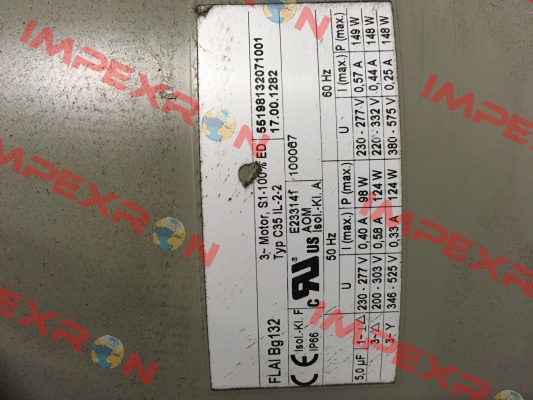 FLAI Bg132
3~ Motor, S1-100% ED
55198132071001
Typ C35 IL-2-2
17.00.1282
CE
Isol.-Kl. F
IP66
c RU US
E233141
100067
AOM
Isol.-Kl. A
50 Hz
60 Hz
U I (max.) P (max.) U I (max.) P (max.)
5,0 µF 1~⊥△ 230 - 277 V 0,40 A 98 W 230 - 277 V 0,57 A 149 W
3~△ 200 - 303 V 0,58 A 124 W 220 - 332 V 0,44 A 148 W
3~Y 346 - 525 V 0,33 A 124 W 380 - 575 V 0,25 A 148 W
IMPEXRON
IMPEXRON
IMPEXRON
IMPEXRON
IMPEXRON